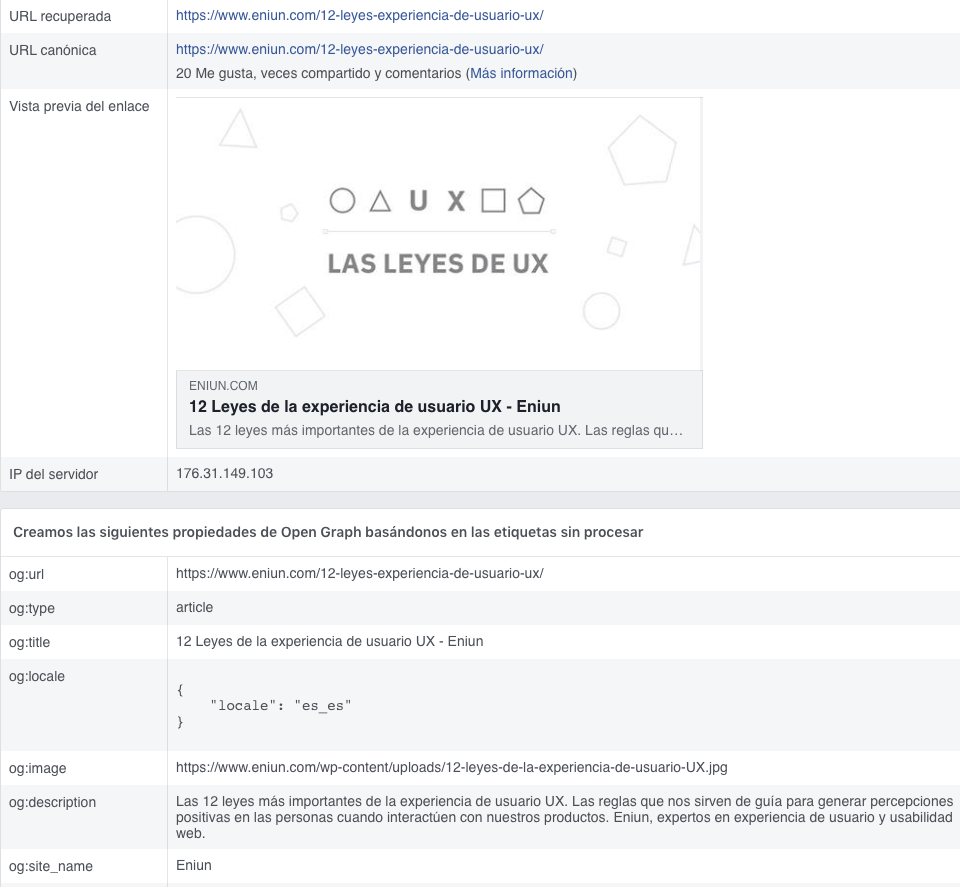 URL recuperada
https://www.eniun.com/12-leyes-experiencia-de-usuario-ux/
URL canónica
https://www.eniun.com/12-leyes-experiencia-de-usuario-ux/
20 Me gusta, veces compartido y comentarios (Más información)
Vista previa del enlace
U X
LAS LEYES DE UX
ENIUN.COM
12 Leyes de la experiencia de usuario UX - Eniun
Las 12 leyes más importantes de la experiencia de usuario UX. Las reglas qu...
IP del servidor
176.31.149.103
Creamos las siguientes propiedades de Open Graph basándonos en las etiquetas sin procesar
og:url
https://www.eniun.com/12-leyes-experiencia-de-usuario-ux/
og:type
article
og:title
12 Leyes de la experiencia de usuario UX - Eniun
og:locale
{
"locale": "es_es"
}
og:image
https://www.eniun.com/wp-content/uploads/12-leyes-de-la-experiencia-de-usuario-UX.jpg
og:description
Las 12 leyes más importantes de la experiencia de usuario UX. Las reglas que nos sirven de guía para generar percepciones
positivas en las personas cuando interactúen con nuestros productos. Eniun, expertos en experiencia de usuario y usabilidad
web.
og:site_name
Eniun